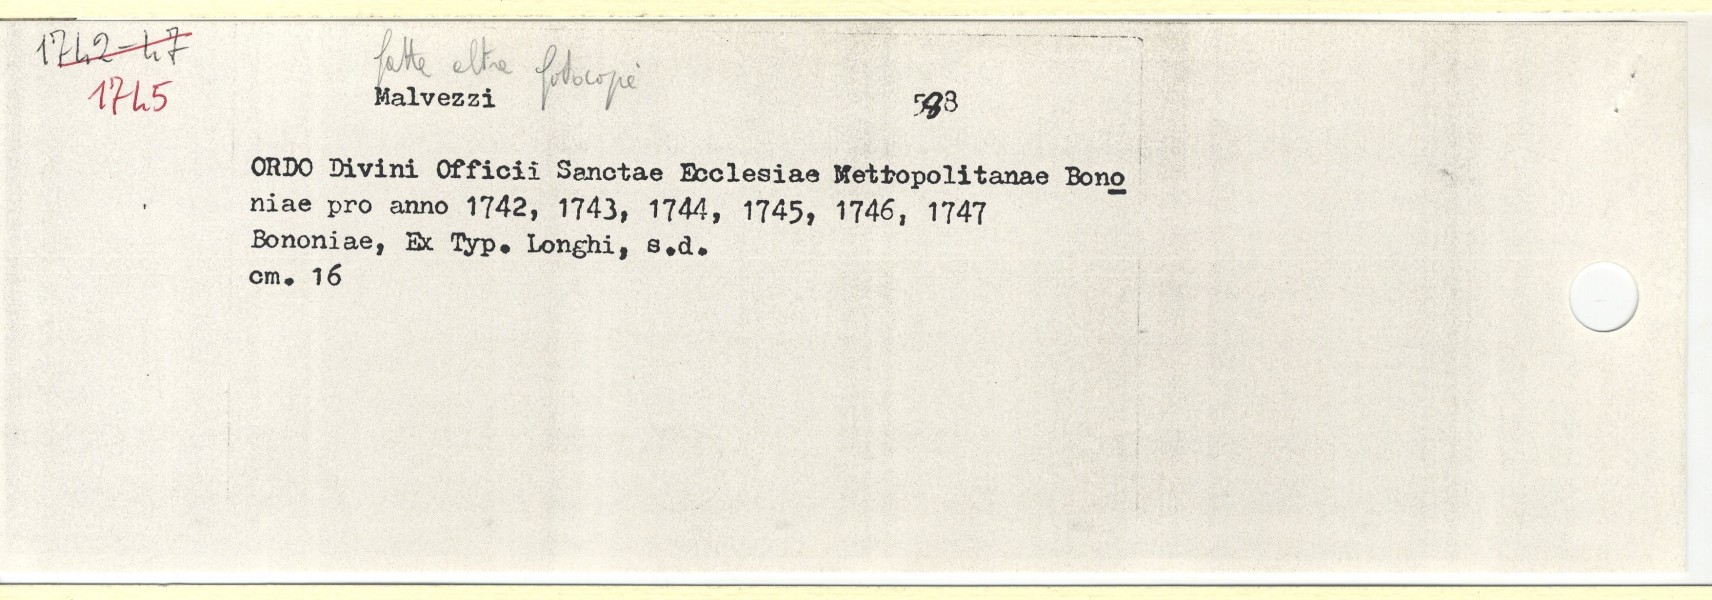 1742-47
1745
fatte altre fotocopie
Malvezzi
ORDO Divini Officii Sanctae Ecclesiae Mettopolitanae Bono
niae pro anno 1742, 1743, 1744, 1745, 1746, 1747
Bononiae, Ex Typ. Longhi, s.d.
cm. 16